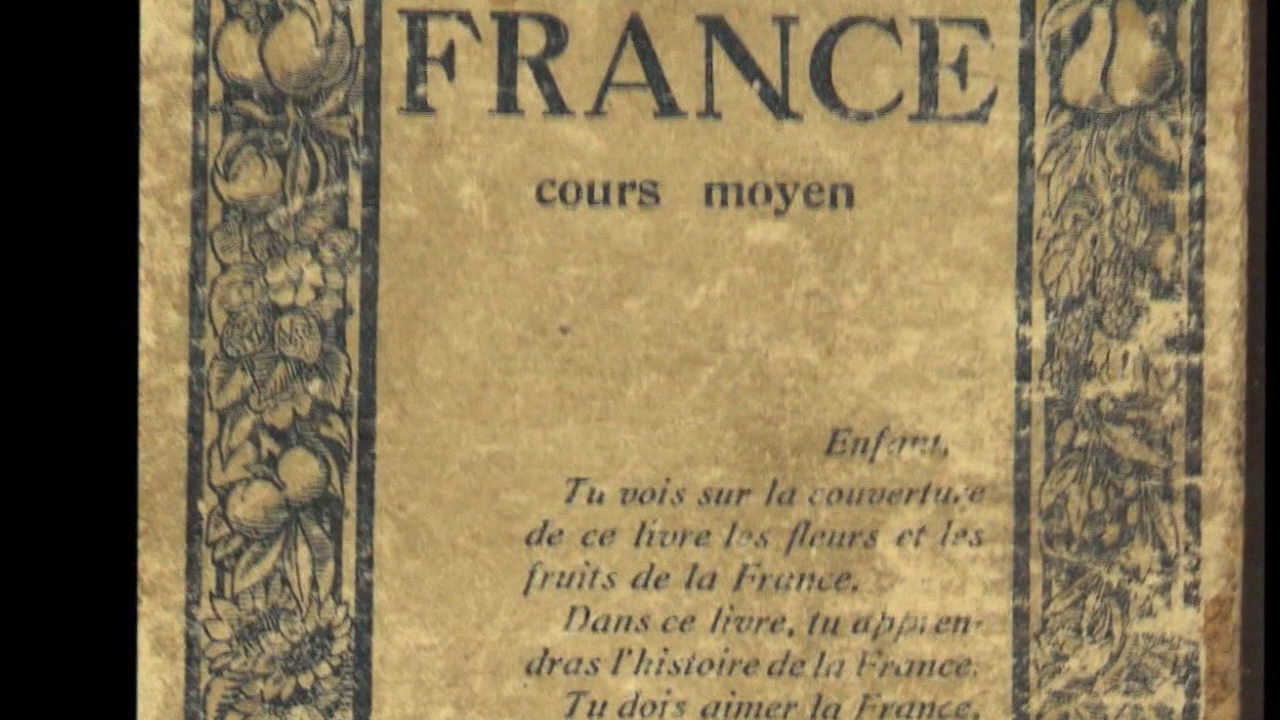 FRANCE
cours moyen
Enfant,
Tu vois sur la couverture
de ce livre les fleurs et les
fruits de la France.
Dans ce livre, tu appren-
dras l'histoire de la France.
Tu dois aimer la France,